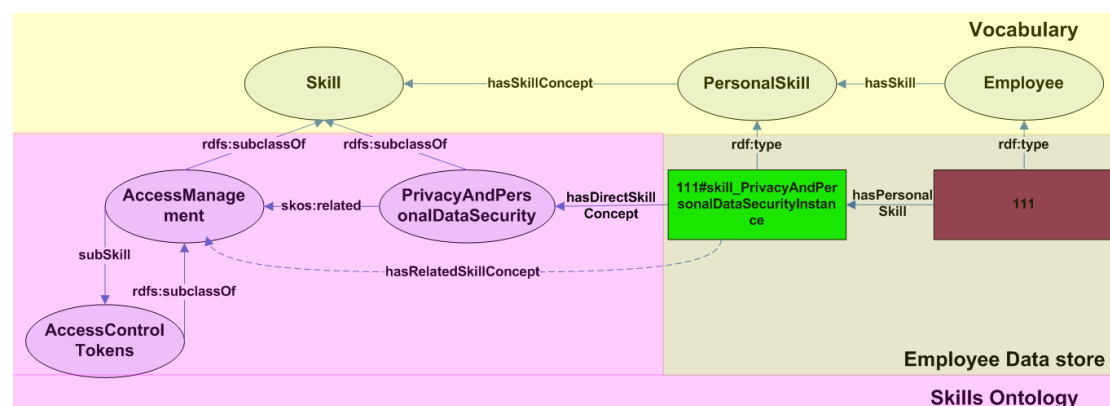 Vocabulary
Skill
hasSkillConcept
PersonalSkill
hasSkill
Employee
rdfs:subclassOf
rdfs:subclassOf
rdf:type
rdf:type
AccessManage
ment
skos:related
PrivacyAndPers
onalDataSecurity
hasDirectSkill
Concept
111#skill_PrivacyAndPer
sonalDataSecurityInstan
ce
hasPersonal
Skill
111
subSkill
rdfs:subclassOf
hasRelatedSkillConcept
AccessControl
Tokens
Employee Data store
Skills Ontology